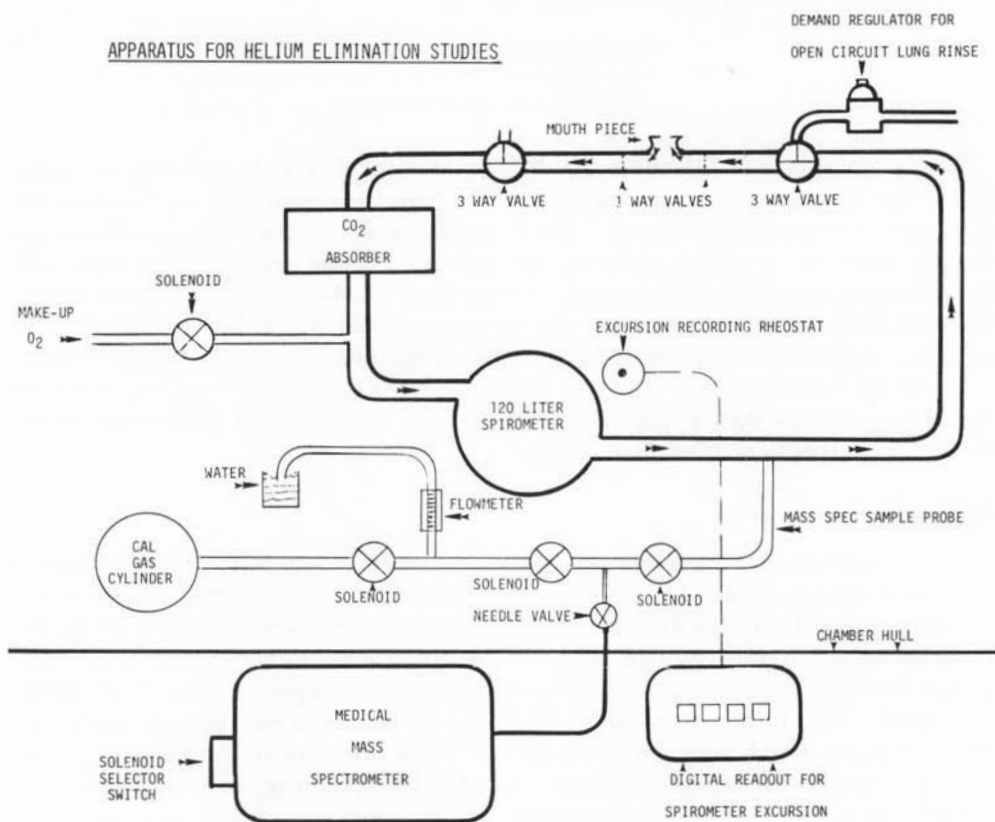 DEMAND REGULATOR FOR
OPEN CIRCUIT LUNG RINSE
APPARATUS FOR HELIUM ELIMINATION STUDIES
MOUTH PIECE
3 WAY VALVE
1 WAY VALVES
3 WAY VALVE
CO2
ABSORBER
SOLENOID
MAKE-UP
O2
EXCURSION RECORDING RHEOSTAT
120 LITER
SPIROMETER
WATER
FLOWMETER
MASS SPEC SAMPLE PROBE
CAL
GAS
CYLINDER
SOLENOID
SOLENOID
SOLENOID
NEEDLE VALVE
CHAMBER HULL
MEDICAL
MASS
SPECTROMETER
SOLENOID
SELECTOR
SWITCH
DIGITAL READOUT FOR
SPIROMETER EXCURSION